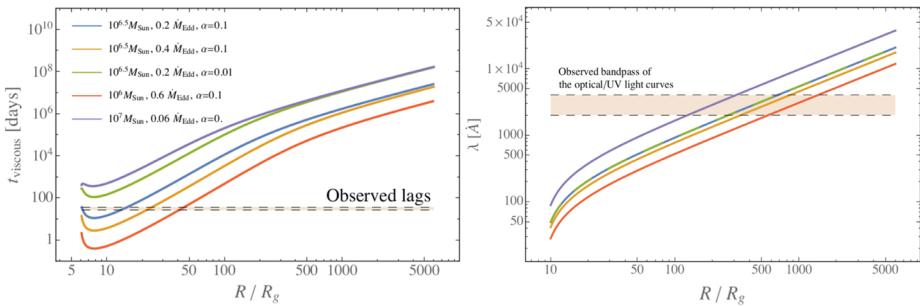 10^10
10^8
10^6
10^4
100
1
t_viscous [days]
10^6.5 M_Sun, 0.2 Ṁ_Edd, α=0.1
10^6.5 M_Sun, 0.4 Ṁ_Edd, α=0.1
10^6.5 M_Sun, 0.2 Ṁ_Edd, α=0.01
10^6 M_Sun, 0.6 Ṁ_Edd, α=0.1
10^7 M_Sun, 0.06 Ṁ_Edd, α=0.
Observed lags
5 10 50 100 500 1000 5000
R / R_g
5×10^4
1×10^4
5000
1000
500
100
50
λ [Å]
Observed bandpass of
the optical/UV light curves
10 50 100 500 1000 5000
R / R_g